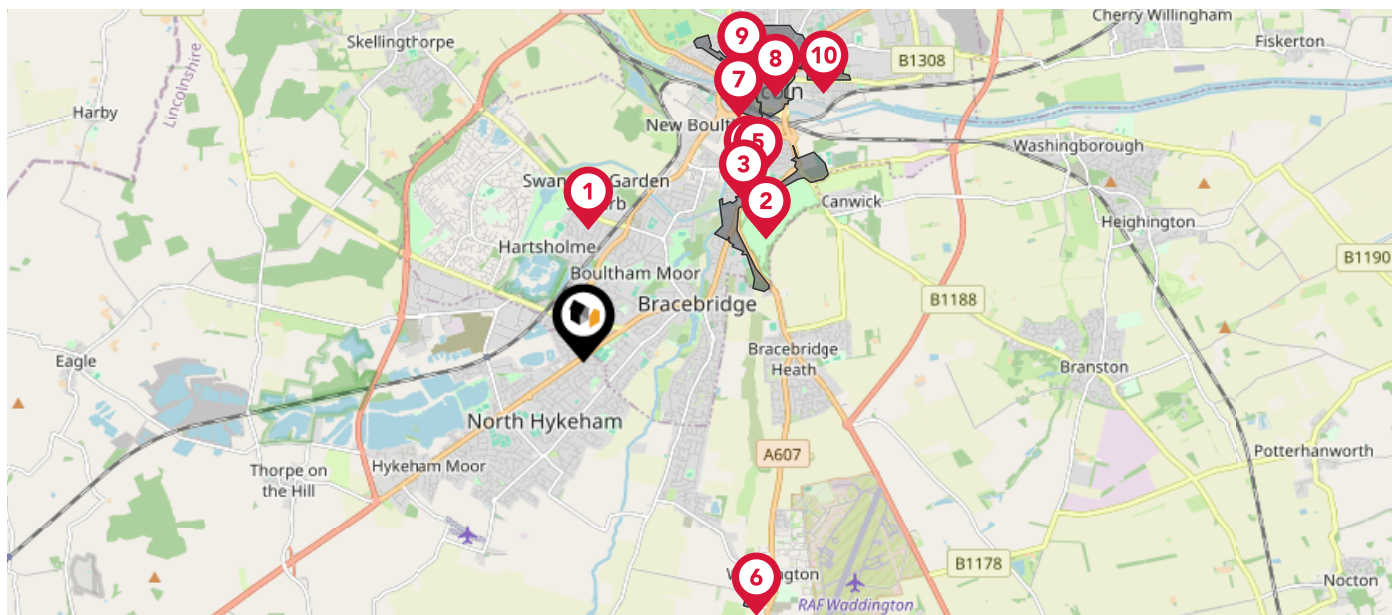 Cherry Willingham
Skellingthorpe
Fiskerton
9
8
10
B1308
7
Lincolnshire
Harby
New Boult
5
3
Washingborough
Swan Garden
rb
1
2
Canwick
Heighington
Hartsholme
B1190
Boultham Moor
B1188
Bracebridge
Eagle
Bracebridge
Heath
Branston
North Hykeham
A607
Potterhanworth
Thorpe on
the Hill
Hykeham Moor
B1178
6
W ngton
Nocton
RAF Waddington